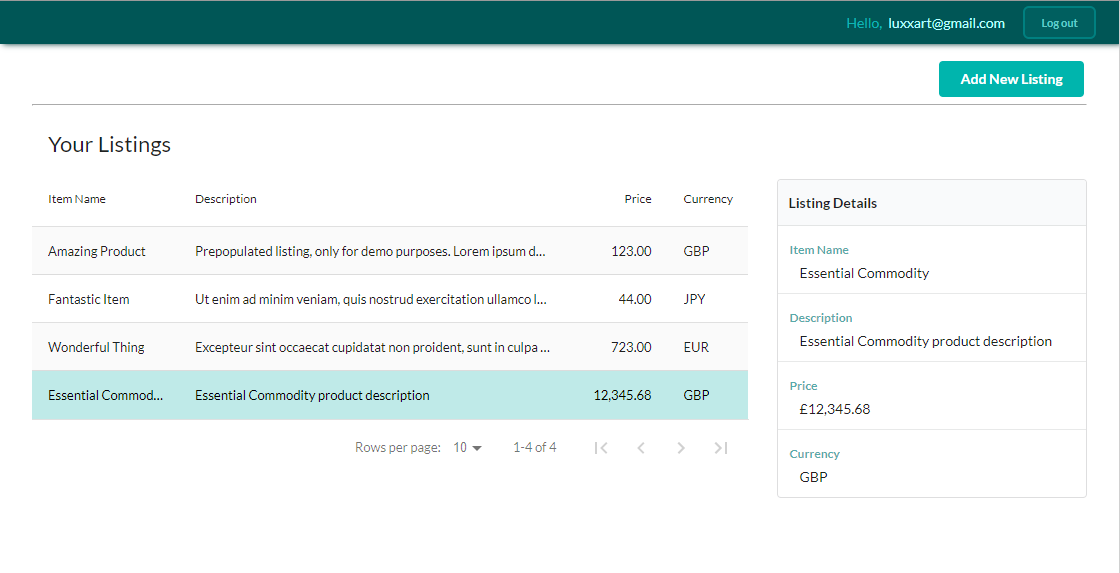 Hello, luxxart@gmail.com Log out
Add New Listing
Your Listings
Item Name Description Price Currency
Amazing Product Prepopulated listing, only for demo purposes. Lorem ipsum d... 123.00 GBP
Fantastic Item Ut enim ad minim veniam, quis nostrud exercitation ullamco l... 44.00 JPY
Wonderful Thing Excepteur sint occaecat cupidatat non proident, sunt in culpa ... 723.00 EUR
Essential Commod... Essential Commodity product description 12,345.68 GBP
Rows per page: 10 1-4 of 4
Listing Details
Item Name
Essential Commodity
Description
Essential Commodity product description
Price
£12,345.68
Currency
GBP